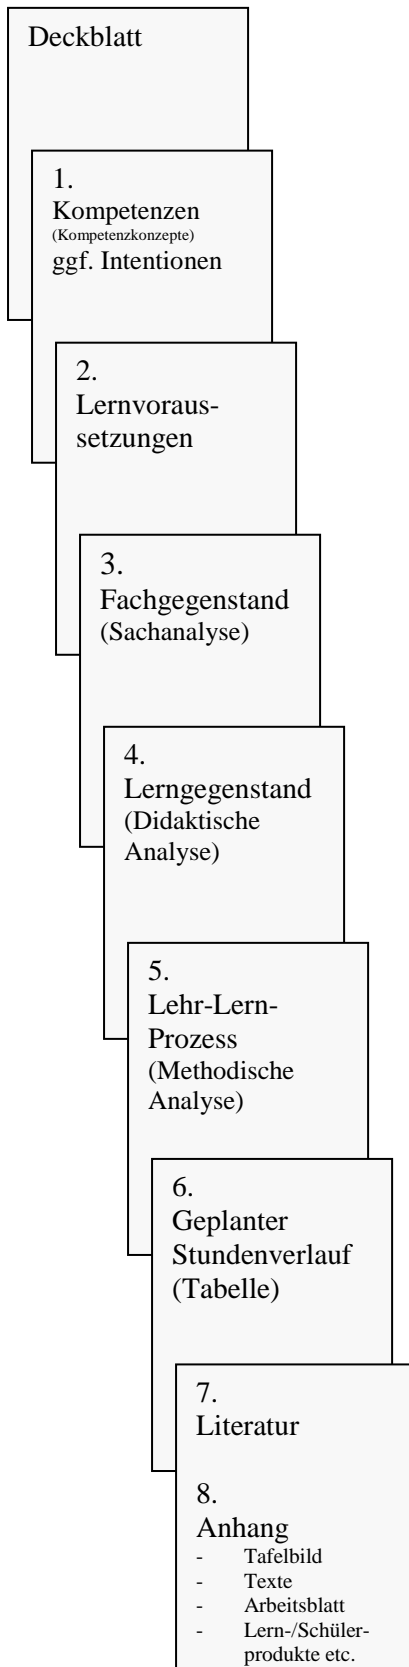 Deckblatt
1.
Kompetenzen
(Kompetenzkonzepte)
ggf. Intentionen
2.
Lernvoraus-
setzungen
3.
Fachgegenstand
(Sachanalyse)
4.
Lerngegenstand
(Didaktische
Analyse)
5.
Lehr-Lern-
Prozess
(Methodische
Analyse)
6.
Geplanter
Stundenverlauf
(Tabelle)
7.
Literatur
8.
Anhang
- Tafelbild
- Texte
- Arbeitsblatt
- Lern-/Schüler-
produkte etc.